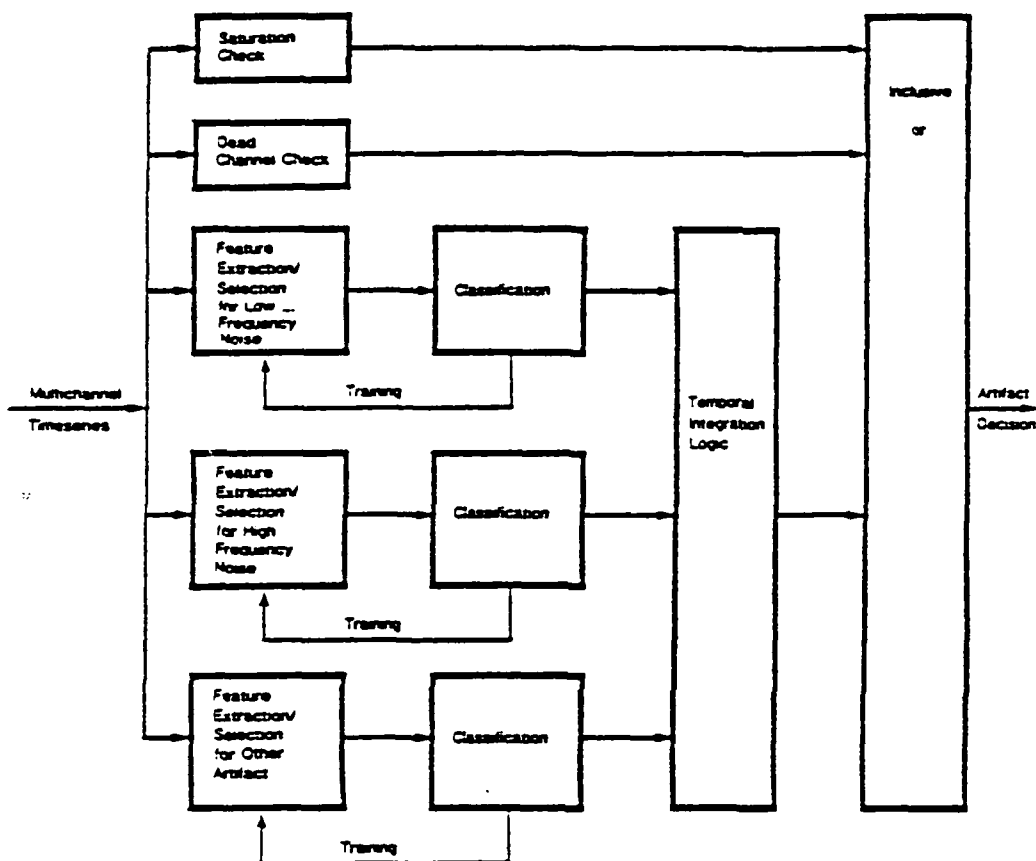 Saturation
Check
Inclusive
or
Dead
Channel Check
Feature
Extraction/
Selection
for Low
Frequency
Noise
Classification
Training
Multichannel
Timeseries
Temporal
Integration
Logic
Artifact
Decision
Feature
Extraction/
Selection
for High
Frequency
Noise
Classification
Training
Feature
Extraction/
Selection
for Other
Artifact
Classification
Training